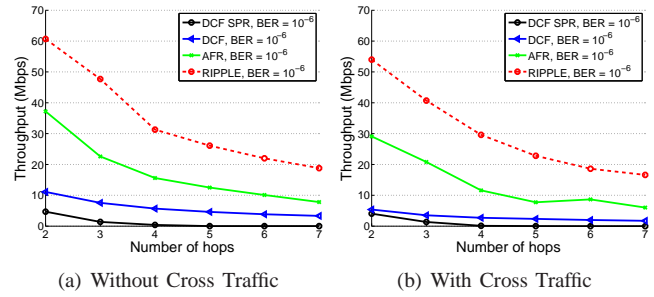 70
60
50
40
30
20
10
0
Throughput (Mbps)
DCF SPR, BER = 10⁻⁶
DCF, BER = 10⁻⁶
AFR, BER = 10⁻⁶
RIPPLE, BER = 10⁻⁶
2 3 4 5 6 7
Number of hops
(a) Without Cross Traffic
70
60
50
40
30
20
10
0
Throughput (Mbps)
DCF SPR, BER = 10⁻⁶
DCF, BER = 10⁻⁶
AFR, BER = 10⁻⁶
RIPPLE, BER = 10⁻⁶
2 3 4 5 6 7
Number of hops
(b) With Cross Traffic